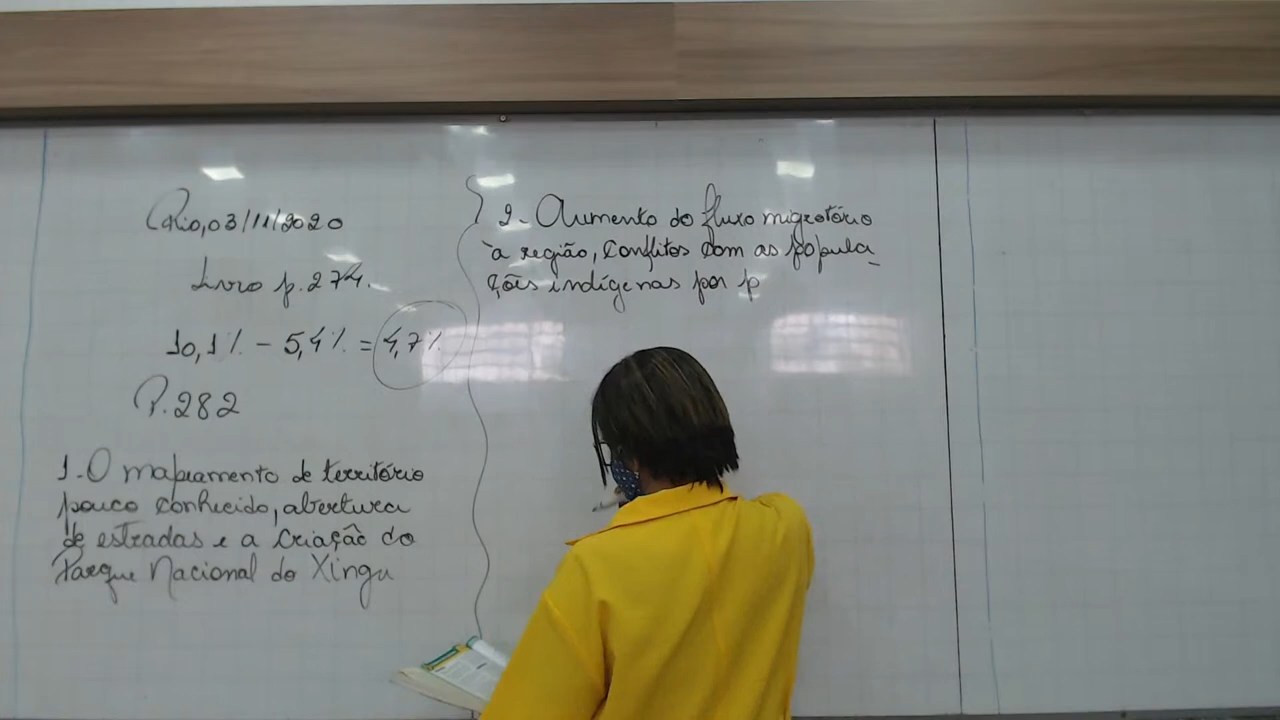 Rio, 03/11/2020
Livro p. 274.
10,1% - 5,4% = 4,7%
P. 282
1. O mapeamento de território
pouco conhecido, abertura
de estradas e a criação do
Parque Nacional do Xingu
2- Aumento do fluxo migratório
à região, conflitos com as popula-
ções indígenas por p